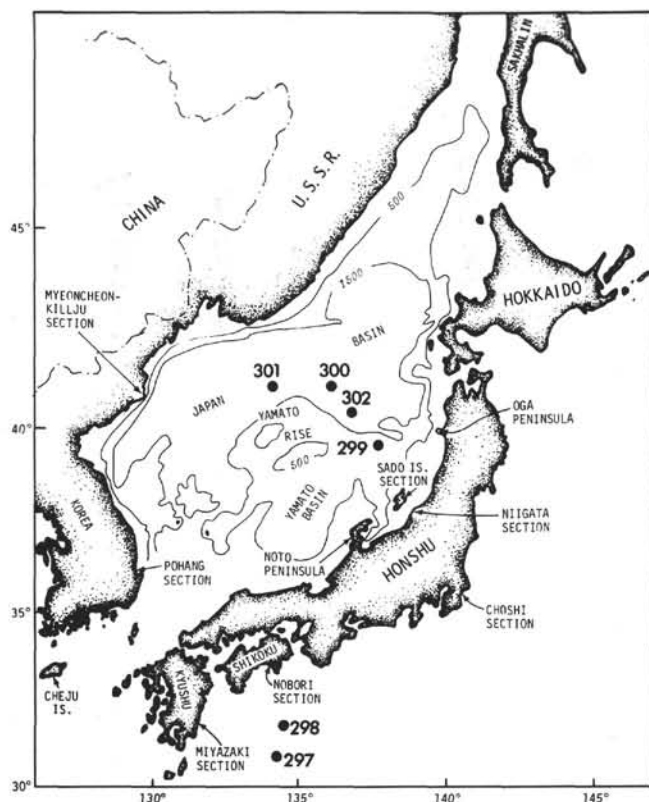 SAKHALIN
U.S.S.R.
CHINA
500
45°
1500
MYEONCHEON-
KILLJU
SECTION
HOKKAIDO
BASIN
301
300
302
JAPAN
YAMATO
RISE
OGA
PENINSULA
40°
299
500
SADO IS.
SECTION
KOREA
YAMATO
BASIN
NIIGATA
SECTION
NOTO
PENINSULA
HONSHU
POHANG
SECTION
CHOSHI
SECTION
35°
SHIKOKU
NOBORI
SECTION
CHEJU
IS.
KYUSHU
298
MIYAZAKI
SECTION
297
30°
130°
135°
140°
145°